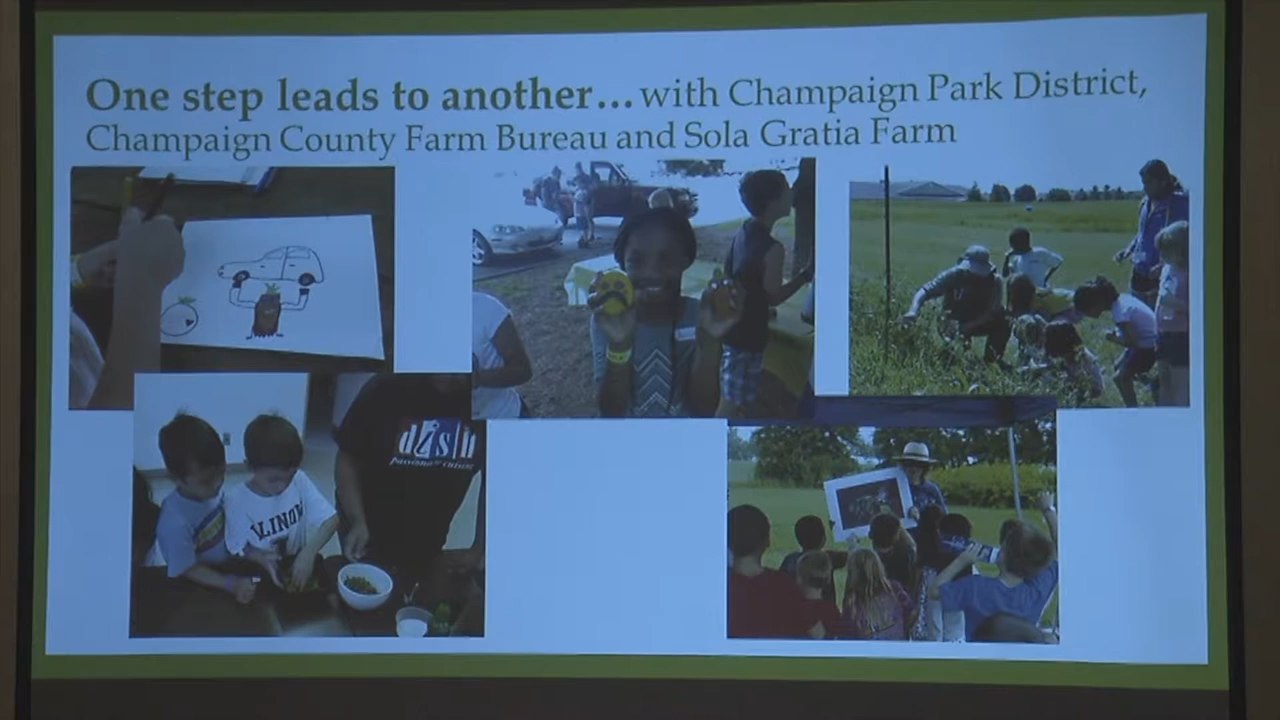 One step leads to another… with Champaign Park District,
Champaign County Farm Bureau and Sola Gratia Farm
dish
ILLINOI